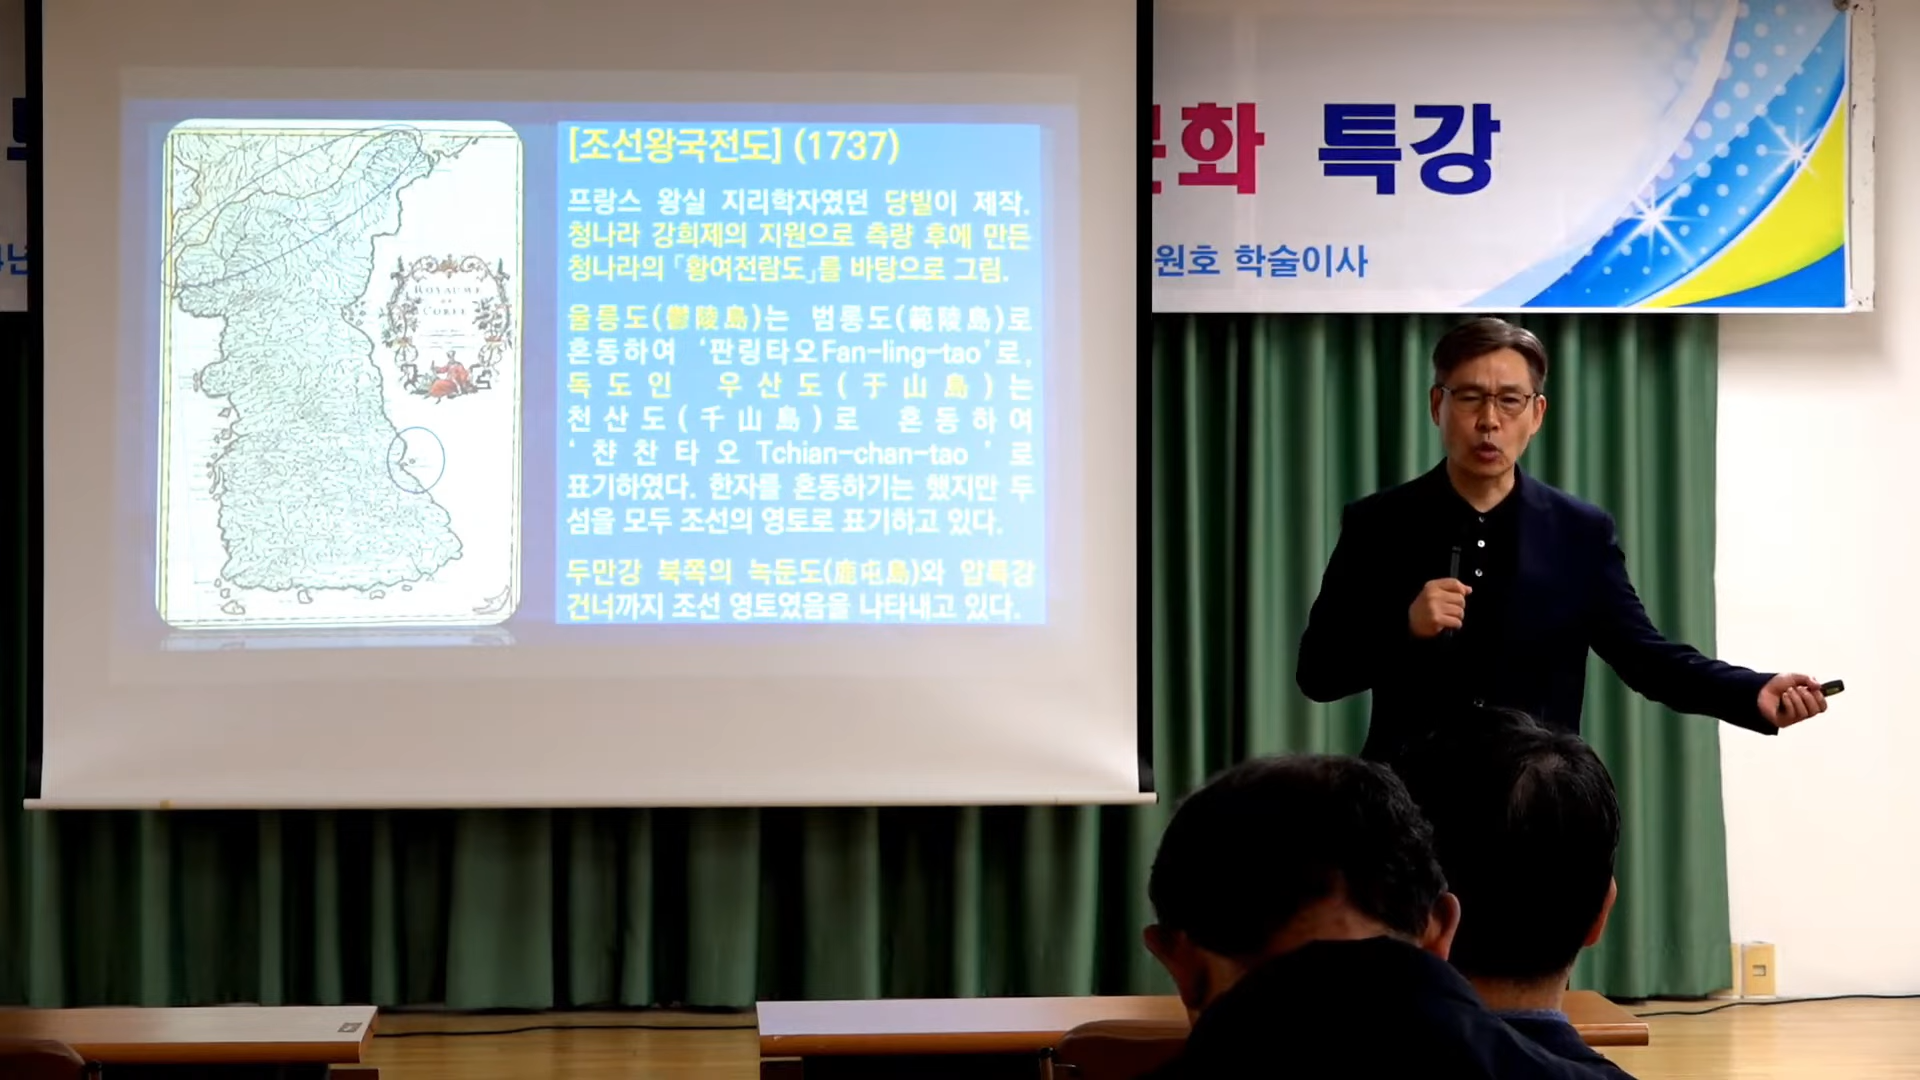 [조선왕국전도] (1737)
프랑스 왕실 지리학자였던 당빌이 제작.
청나라 강희제의 지원으로 측량 후에 만든
청나라의 「황여전람도」를 바탕으로 그림.
울릉도(鬱陵島)는 범릉도(範陵島)로
혼동하여 ‘판링타오Fan-ling-tao’로,
독도인 우산도(于山島)는
천산도(千山島)로 혼동하여
‘챤찬타오 Tchian-chan-tao’로
표기하였다. 한자를 혼동하기는 했지만 두
섬을 모두 조선의 영토로 표기하고 있다.
두만강 북쪽의 녹둔도(鹿屯島)와 압록강
건너까지 조선 영토였음을 나타내고 있다.
ROYAUME
DE
CORÉE
화 특강
원호 학술이사